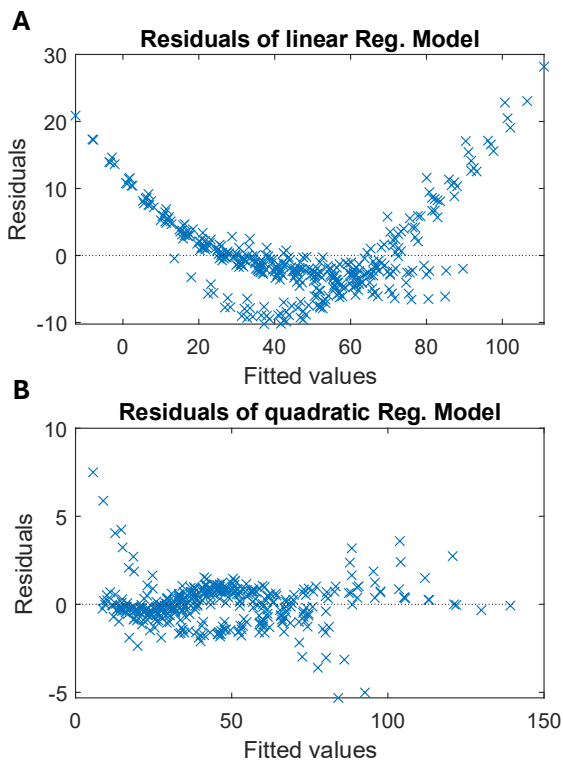 A
Residuals of linear Reg. Model
30
20
10
0
-10
Residuals
0
20
40
60
80
100
Fitted values
B
Residuals of quadratic Reg. Model
10
5
0
-5
Residuals
0
50
100
150
Fitted values